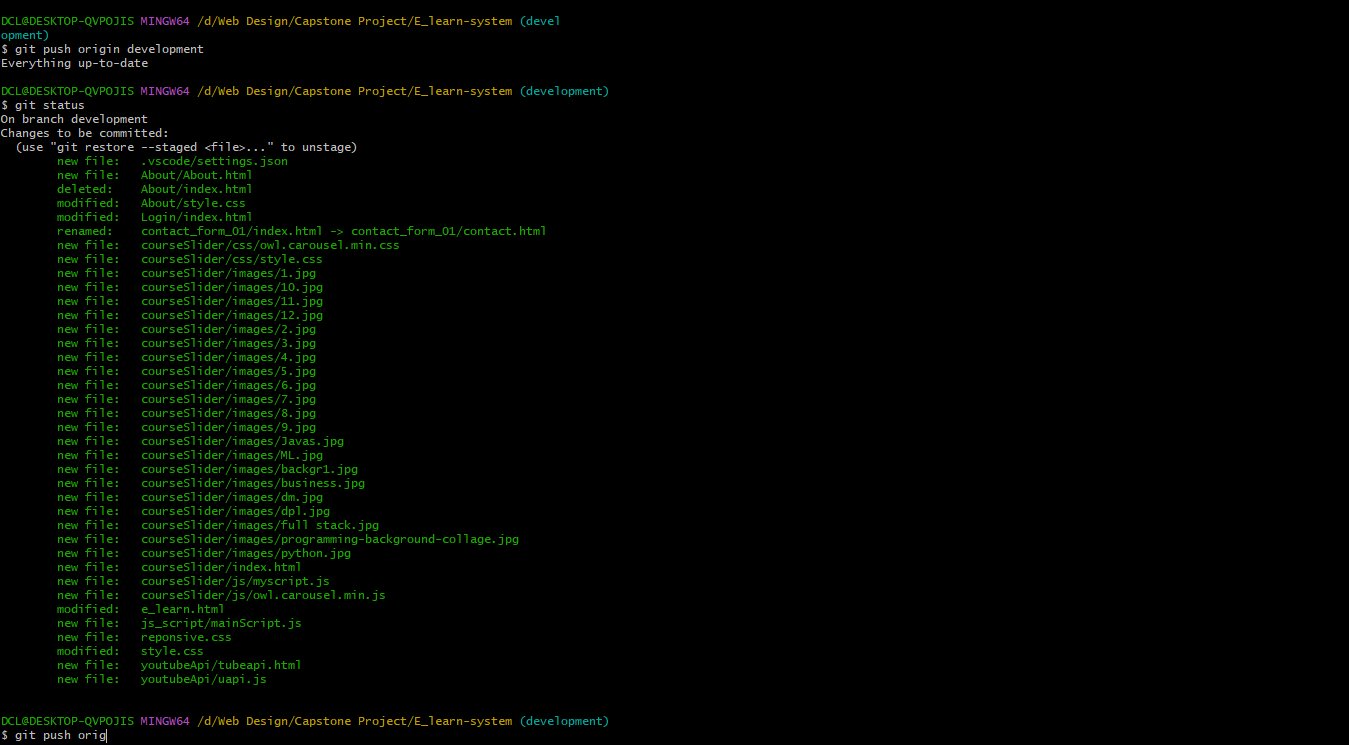 DCL@DESKTOP-QVPOJIS MINGW64 /d/Web Design/Capstone Project/E_learn-system (devel
opment)
$ git push origin development
Everything up-to-date
DCL@DESKTOP-QVPOJIS MINGW64 /d/Web Design/Capstone Project/E_learn-system (development)
$ git status
On branch development
Changes to be committed:
  (use "git restore --staged <file>..." to unstage)
        new file:   .vscode/settings.json
        new file:   About/About.html
        deleted:    About/index.html
        modified:   About/style.css
        modified:   Login/index.html
        renamed:    contact_form_01/index.html -> contact_form_01/contact.html
        new file:   courseSlider/css/owl.carousel.min.css
        new file:   courseSlider/css/style.css
        new file:   courseSlider/images/1.jpg
        new file:   courseSlider/images/10.jpg
        new file:   courseSlider/images/11.jpg
        new file:   courseSlider/images/12.jpg
        new file:   courseSlider/images/2.jpg
        new file:   courseSlider/images/3.jpg
        new file:   courseSlider/images/4.jpg
        new file:   courseSlider/images/5.jpg
        new file:   courseSlider/images/6.jpg
        new file:   courseSlider/images/7.jpg
        new file:   courseSlider/images/8.jpg
        new file:   courseSlider/images/9.jpg
        new file:   courseSlider/images/Javas.jpg
        new file:   courseSlider/images/ML.jpg
        new file:   courseSlider/images/backgr1.jpg
        new file:   courseSlider/images/business.jpg
        new file:   courseSlider/images/dm.jpg
        new file:   courseSlider/images/dpl.jpg
        new file:   courseSlider/images/full stack.jpg
        new file:   courseSlider/images/programming-background-collage.jpg
        new file:   courseSlider/images/python.jpg
        new file:   courseSlider/index.html
        new file:   courseSlider/js/myscript.js
        new file:   courseSlider/js/owl.carousel.min.js
        modified:   e_learn.html
        new file:   js_script/mainScript.js
        new file:   reponsive.css
        modified:   style.css
        new file:   youtubeApi/tubeapi.html
        new file:   youtubeApi/uapi.js
DCL@DESKTOP-QVPOJIS MINGW64 /d/Web Design/Capstone Project/E_learn-system (development)
$ git push orig